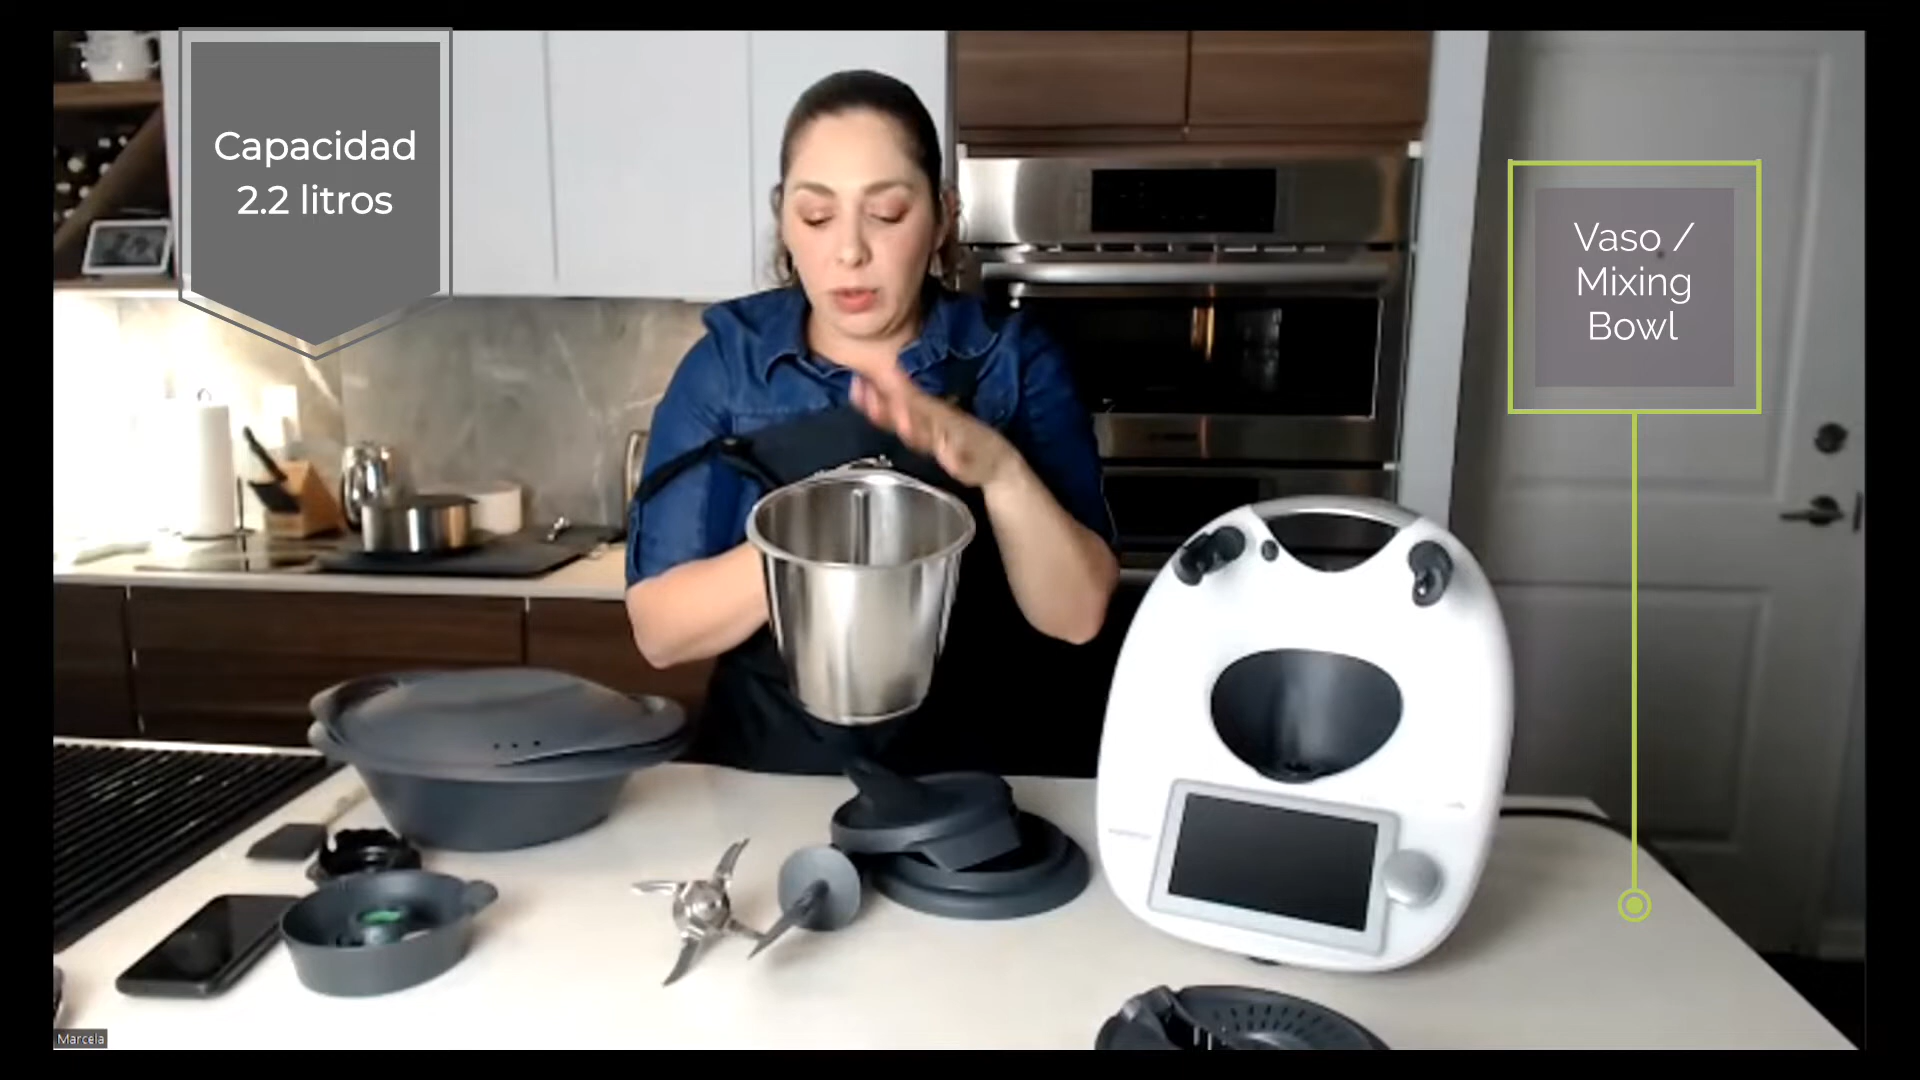 Capacidad
2.2 litros
Vaso /
Mixing
Bowl
Marcela